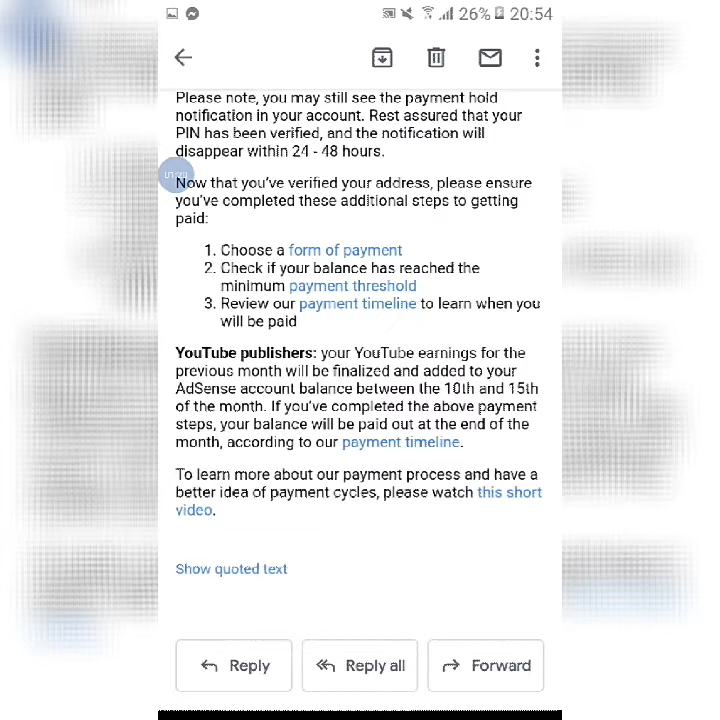 26% 20:54
Please note, you may still see the payment hold
notification in your account. Rest assured that your
PIN has been verified, and the notification will
disappear within 24 - 48 hours.
Now that you've verified your address, please ensure
you've completed these additional steps to getting
paid:
1. Choose a form of payment
2. Check if your balance has reached the
minimum payment threshold
3. Review our payment timeline to learn when you
will be paid
YouTube publishers: your YouTube earnings for the
previous month will be finalized and added to your
AdSense account balance between the 10th and 15th
of the month. If you've completed the above payment
steps, your balance will be paid out at the end of the
month, according to our payment timeline.
To learn more about our payment process and have a
better idea of payment cycles, please watch this short
video.
Show quoted text
Reply Reply all Forward